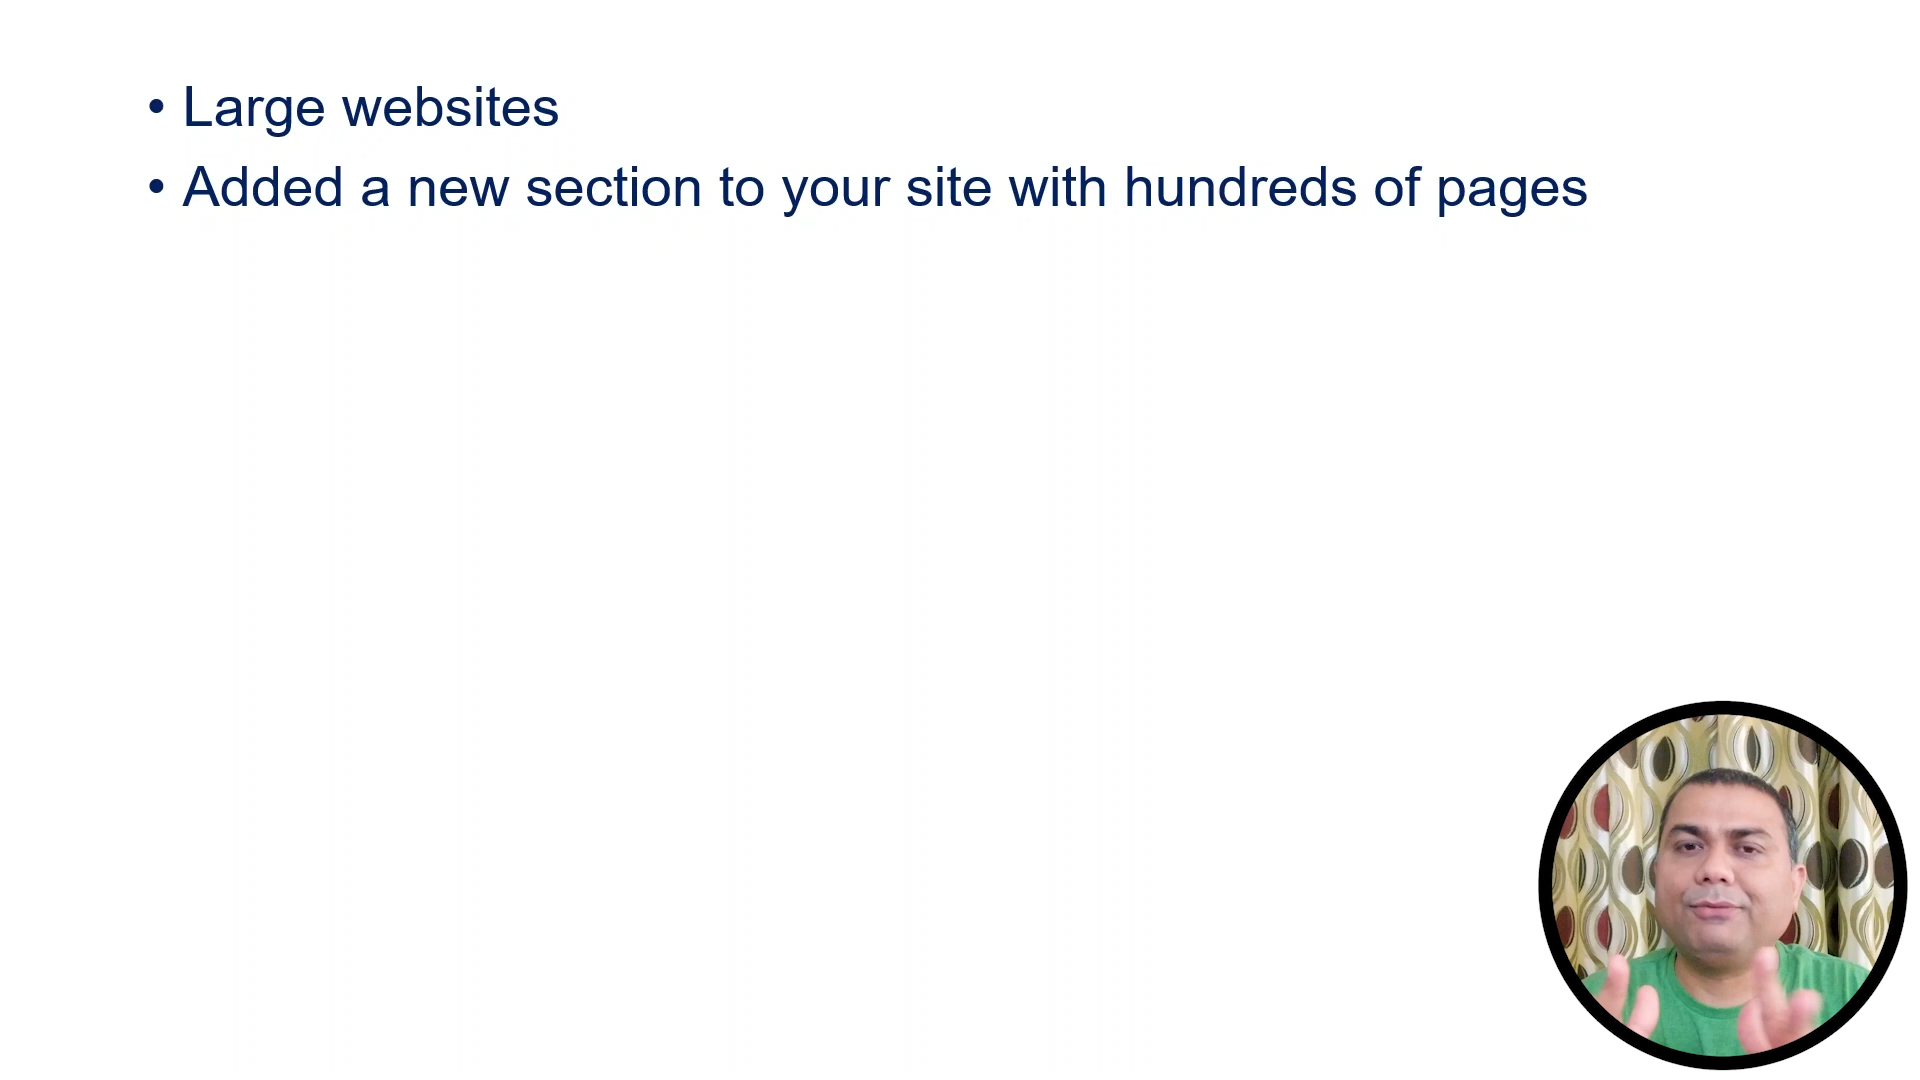 • Large websites
• Added a new section to your site with hundreds of pages